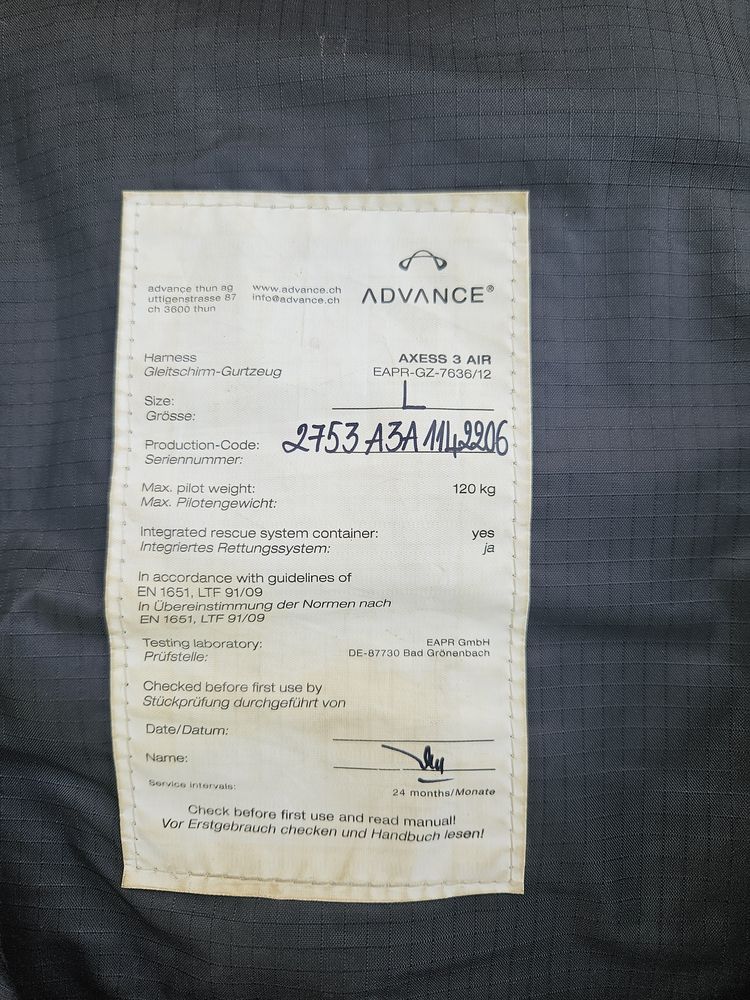 advance thun ag www.advance.ch
uttigenstrasse 87 info@advance.ch
ch 3600 thun
ADVANCE®
Harness AXESS 3 AIR
Gleitschirm-Gurtzeug EAPR-GZ-7636/12
Size: L
Grösse:
Production-Code: 2753 A3A 1142206
Seriennummer:
Max. pilot weight: 120 kg
Max. Pilotengewicht:
Integrated rescue system container: yes
Integriertes Rettungssystem: ja
In accordance with guidelines of
EN 1651, LTF 91/09
In Übereinstimmung der Normen nach
EN 1651, LTF 91/09
Testing laboratory: EAPR GmbH
Prüfstelle: DE-87730 Bad Grönenbach
Checked before first use by
Stückprüfung durchgeführt von
Date/Datum:
Name:
Service intervals: 24 months/Monate
Check before first use and read manual!
Vor Erstgebrauch checken und Handbuch lesen!